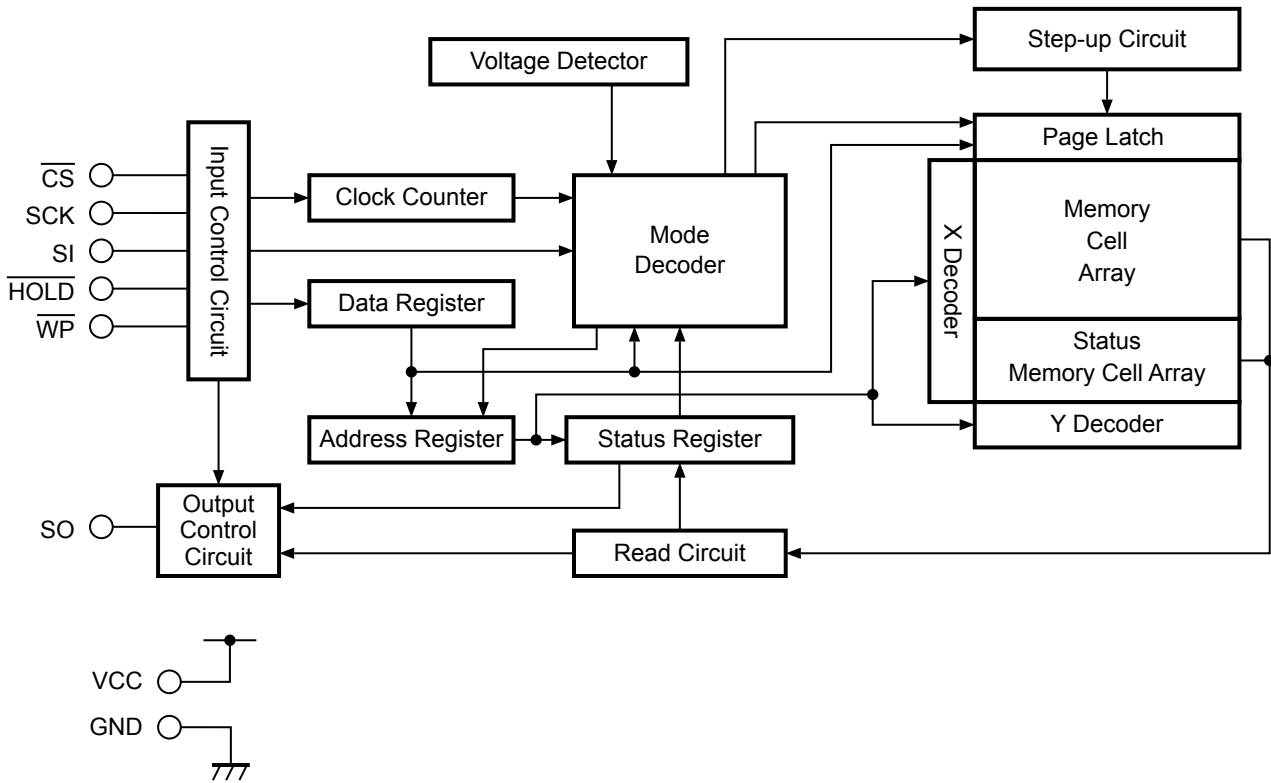 Step-up Circuit
Voltage Detector
Page Latch
Input Control Circuit
CS
SCK
SI
HOLD
WP
Clock Counter
Data Register
Mode
Decoder
X Decoder
Memory
Cell
Array
Status
Memory Cell Array
Address Register
Status Register
Y Decoder
SO
Output
Control
Circuit
Read Circuit
VCC
GND